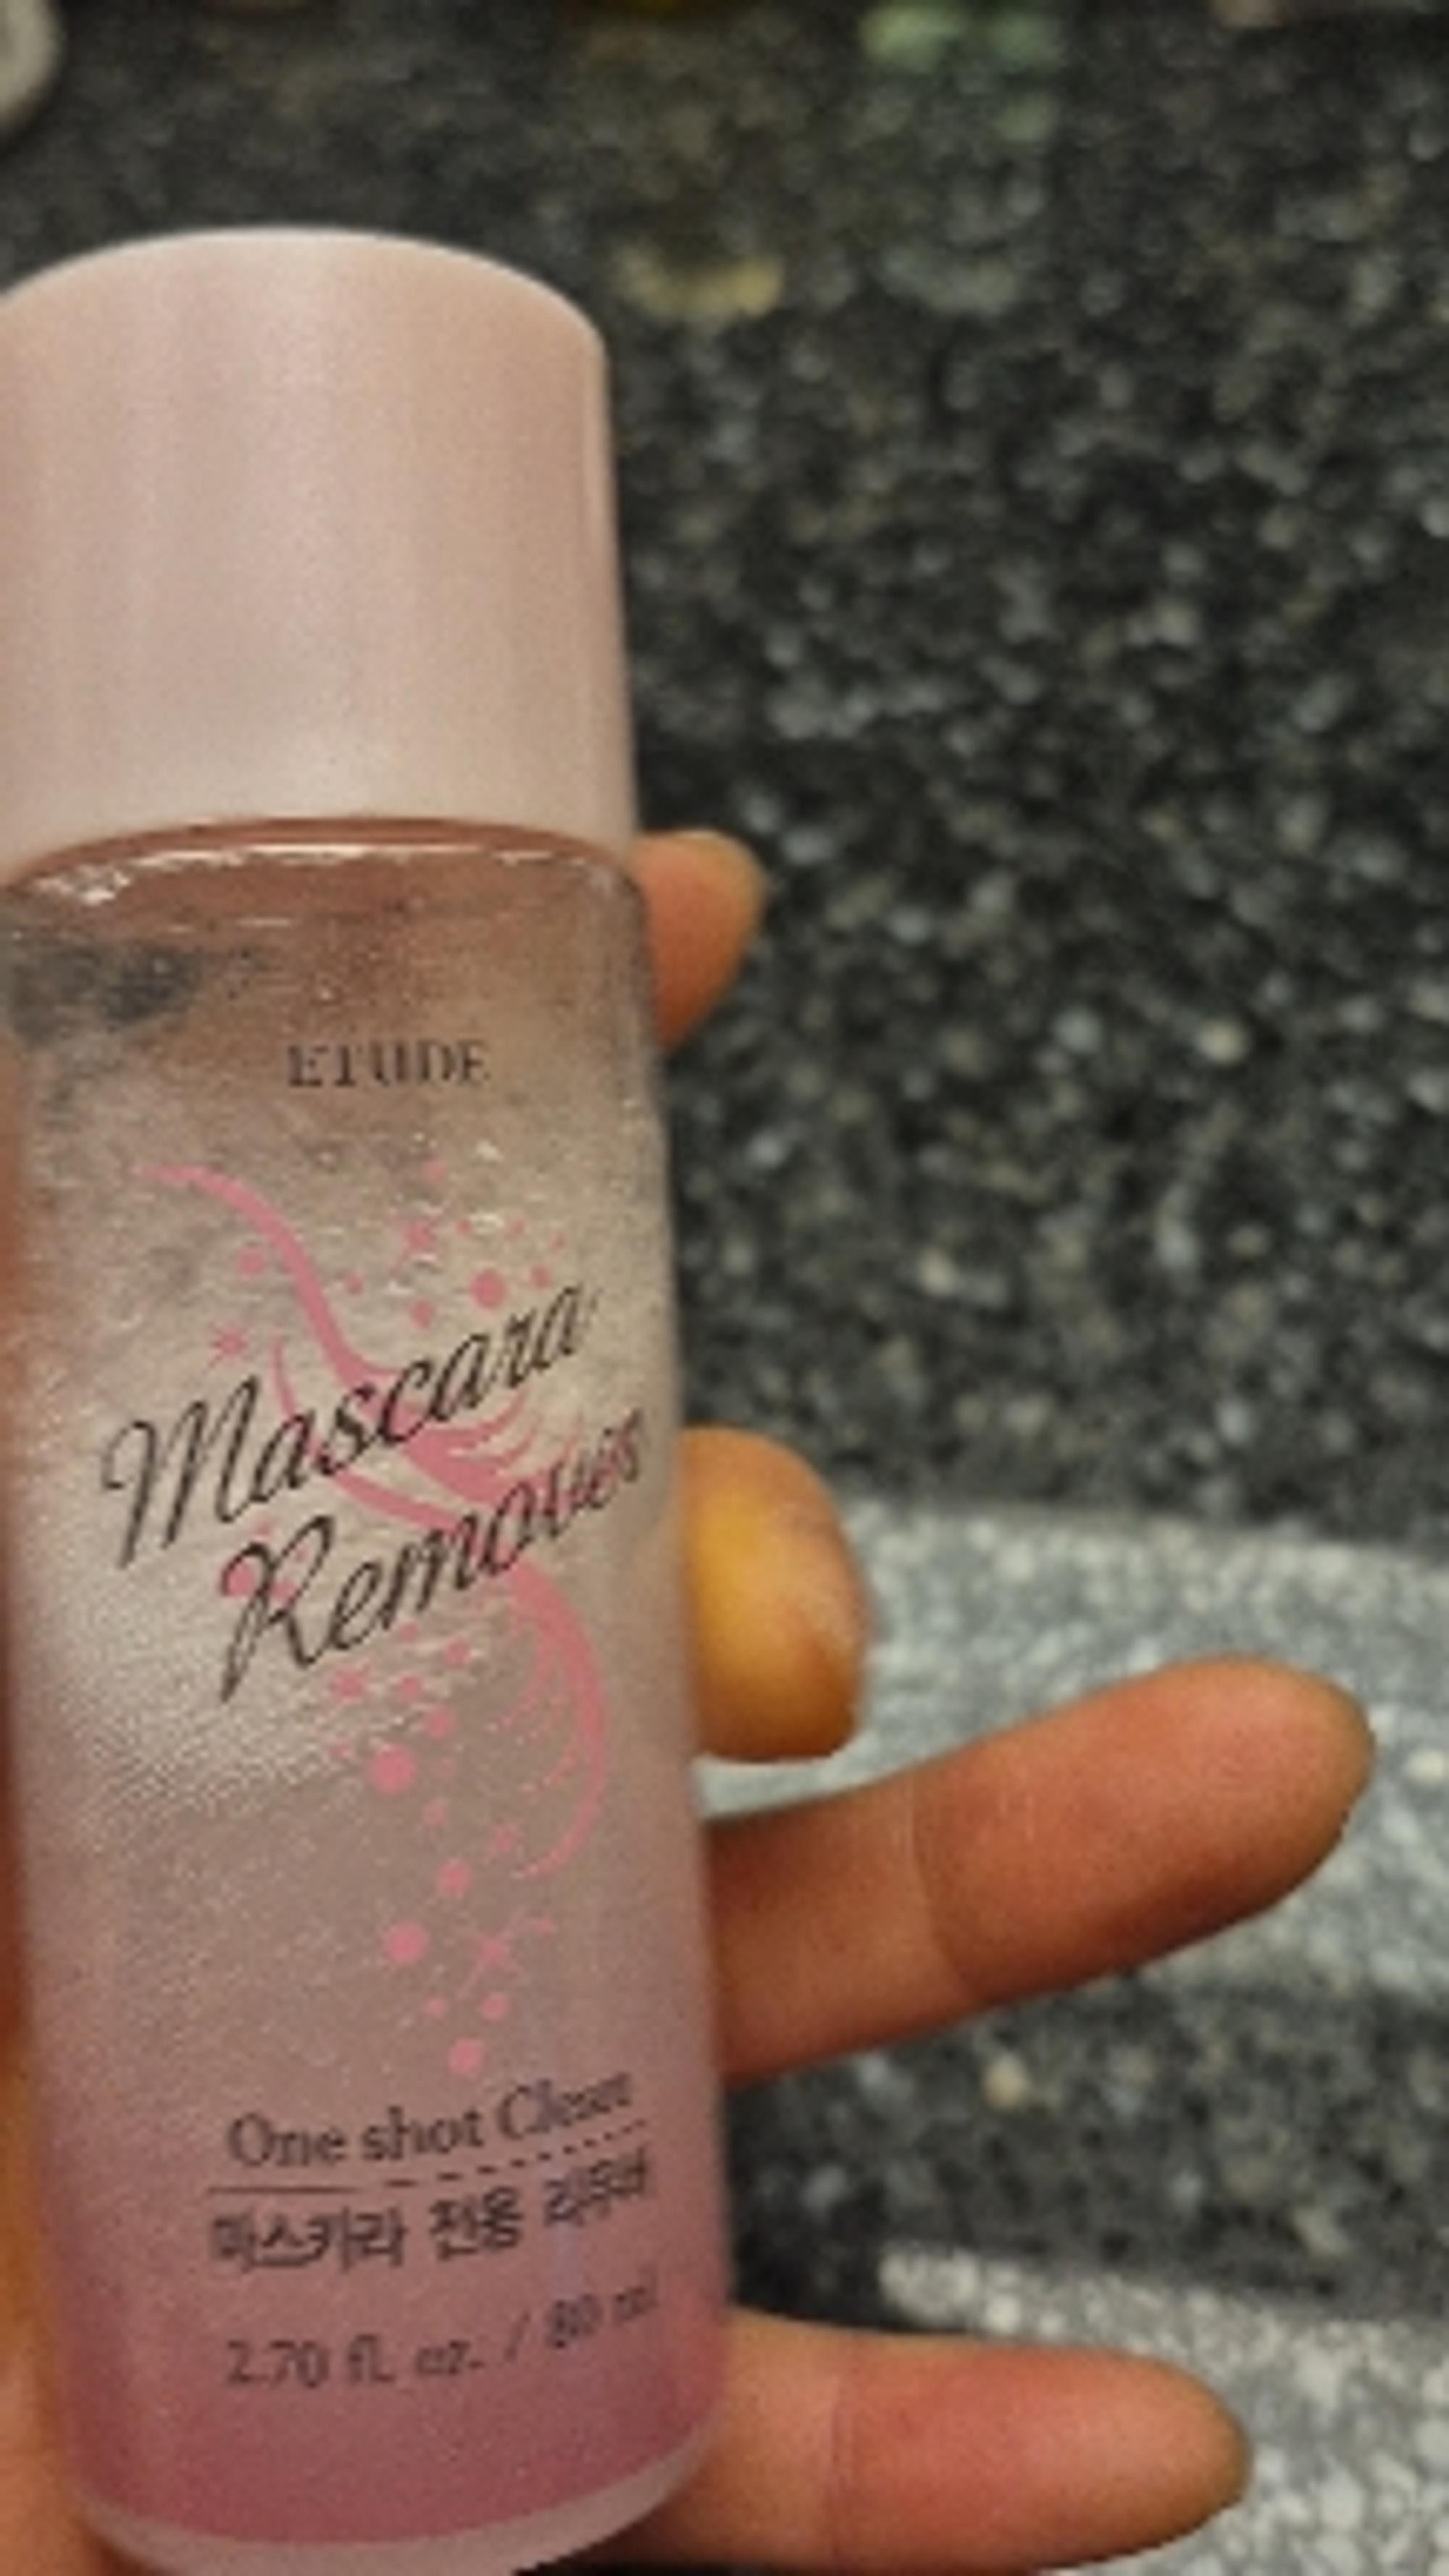 ETUDE
Mascara
Remover
One shot Clear
마스카라 전용 리무버
2.70 fl. oz. / 80 ml